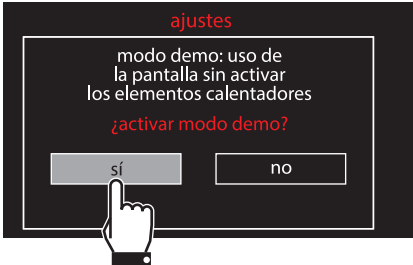 ajustes
modo demo: uso de
la pantalla sin activar
los elementos calentadores
¿activar modo demo?
sí
no